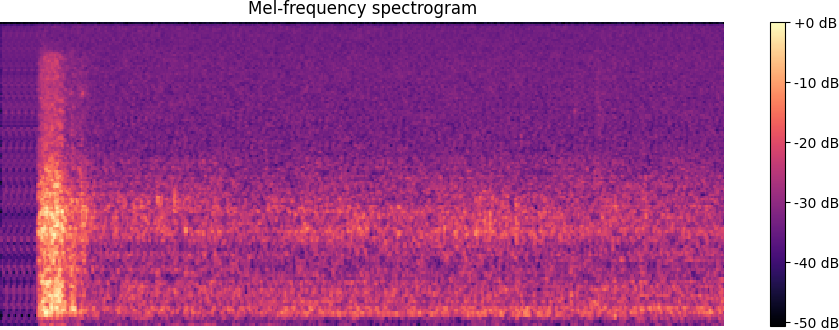 Mel-frequency spectrogram
+0 dB
-10 dB
-20 dB
-30 dB
-40 dB
-50 dB